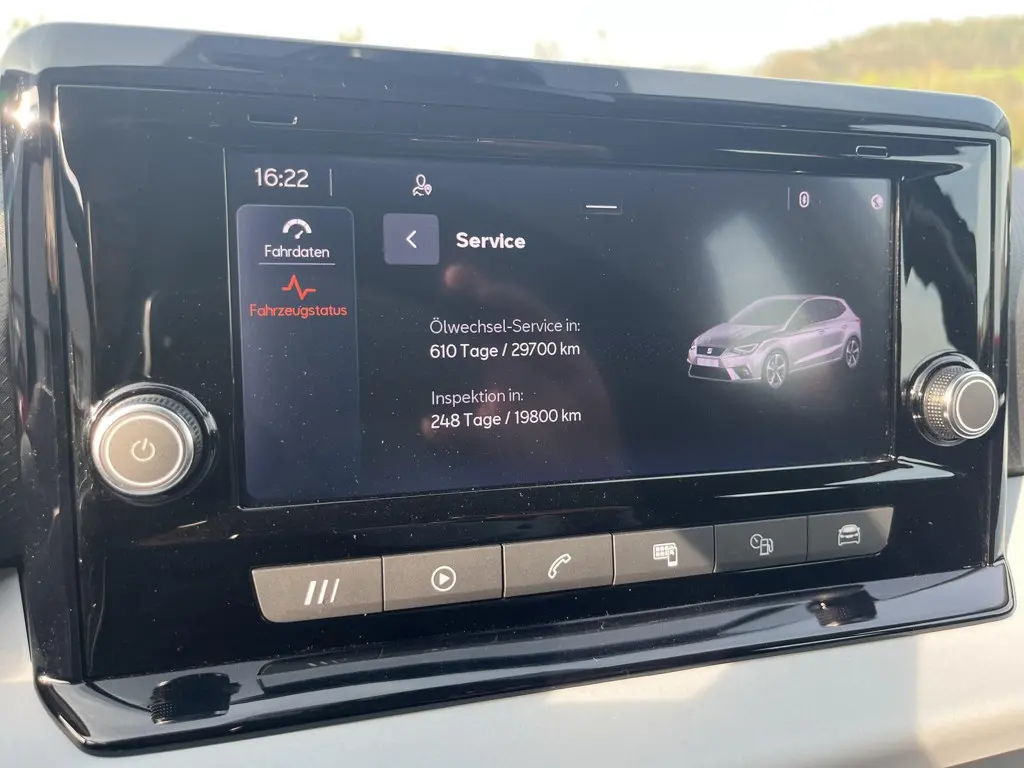 16:22
Fahrdaten
Fahrzeugstatus
Service
Ölwechsel-Service in:
610 Tage / 29700 km
Inspektion in:
248 Tage / 19800 km